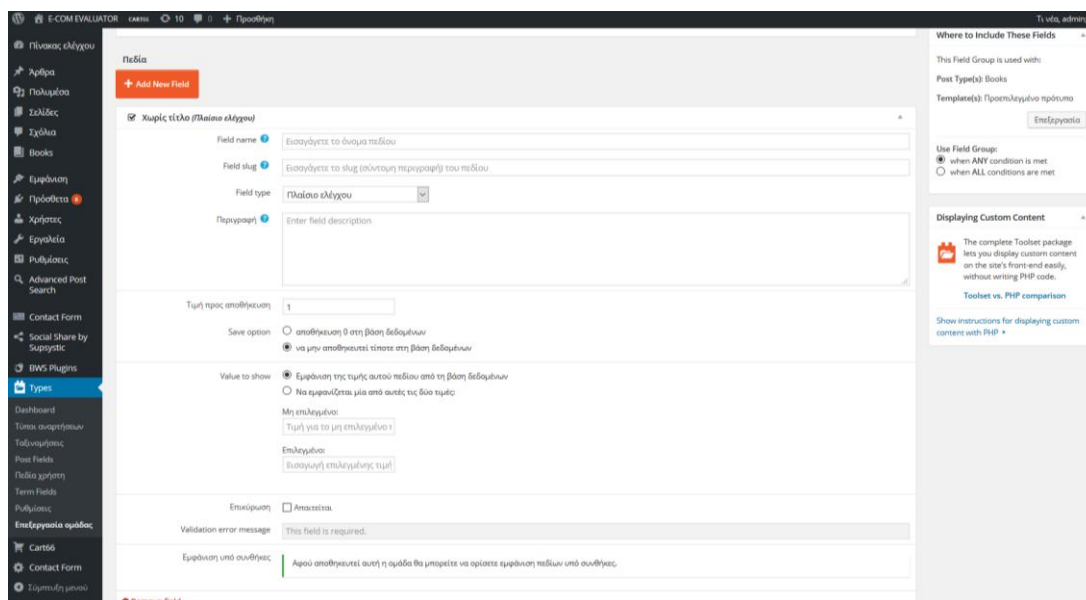 E-COM EVALUATOR CART66 10 0 + Προσθήκη
Τι νέα, admin
Πίνακας ελέγχου
Άρθρα
Πολυμέσα
Σελίδες
Σχόλια
Books
Εμφάνιση
Πρόσθετα
Χρήστες
Εργαλεία
Ρυθμίσεις
Advanced Post
Search
Contact Form
Social Share by
Supsystic
BWS Plugins
Types
Dashboard
Τύποι αναρτήσεων
Ταξινομήσεις
Post Fields
Πεδία χρήστη
Term Fields
Ρυθμίσεις
Επεξεργασία ομάδας
Cart66
Contact Form
Σύμπτυξη μενού
Πεδία
+ Add New Field
Χωρίς τίτλο (Πλαίσιο ελέγχου)
Field name
Εισαγάγετε το όνομα πεδίου
Field slug
Εισαγάγετε το slug (σύντομη περιγραφή) του πεδίου
Field type
Πλαίσιο ελέγχου
Περιγραφή
Enter field description
Τιμή προς αποθήκευση
1
Save option
αποθήκευση 0 στη βάση δεδομένων
να μην αποθηκευτεί τίποτε στη βάση δεδομένων
Value to show
Εμφάνιση της τιμής αυτού πεδίου από τη βάση δεδομένων
Να εμφανίζεται μία από αυτές τις δύο τιμές:
Μη επιλεγμένο:
Τιμή για το μη επιλεγμένο
Επιλεγμένο:
Εισαγωγή επιλεγμένης τιμή
Επικύρωση
Απαιτείται
Validation error message
This field is required.
Εμφάνιση υπό συνθήκες
Αφού αποθηκευτεί αυτή η ομάδα θα μπορείτε να ορίσετε εμφάνιση πεδίων υπό συνθήκες.
Where to Include These Fields
This Field Group is used with:
Post Type(s): Books
Template(s): Προεπιλεγμένο πρότυπο
Επεξεργασία
Use Field Group:
when ANY condition is met
when ALL conditions are met
Displaying Custom Content
The complete Toolset package
lets you display custom content
on the site's front-end easily,
without writing PHP code.
Toolset vs. PHP comparison
Show instructions for displaying custom
content with PHP